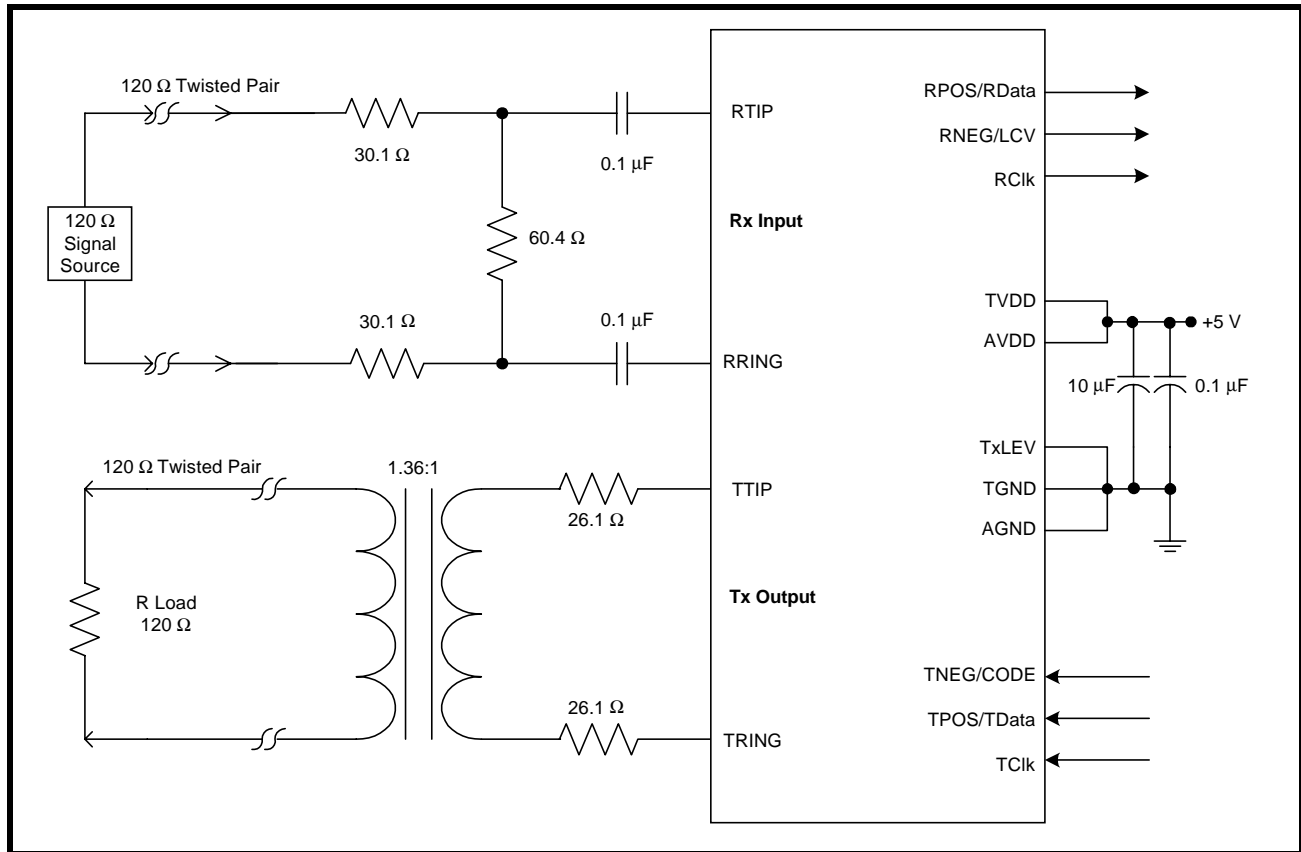 120 Ω Twisted Pair
30.1 Ω
0.1 µF
RTIP
120 Ω
Signal
Source
60.4 Ω
Rx Input
30.1 Ω
0.1 µF
RRING
RPOS/RData
RNEG/LCV
RClk
TVDD
AVDD
+5 V
10 µF
0.1 µF
TxLEV
TGND
AGND
120 Ω Twisted Pair
1.36:1
26.1 Ω
TTIP
R Load
120 Ω
Tx Output
26.1 Ω
TRING
TNEG/CODE
TPOS/TData
TClk